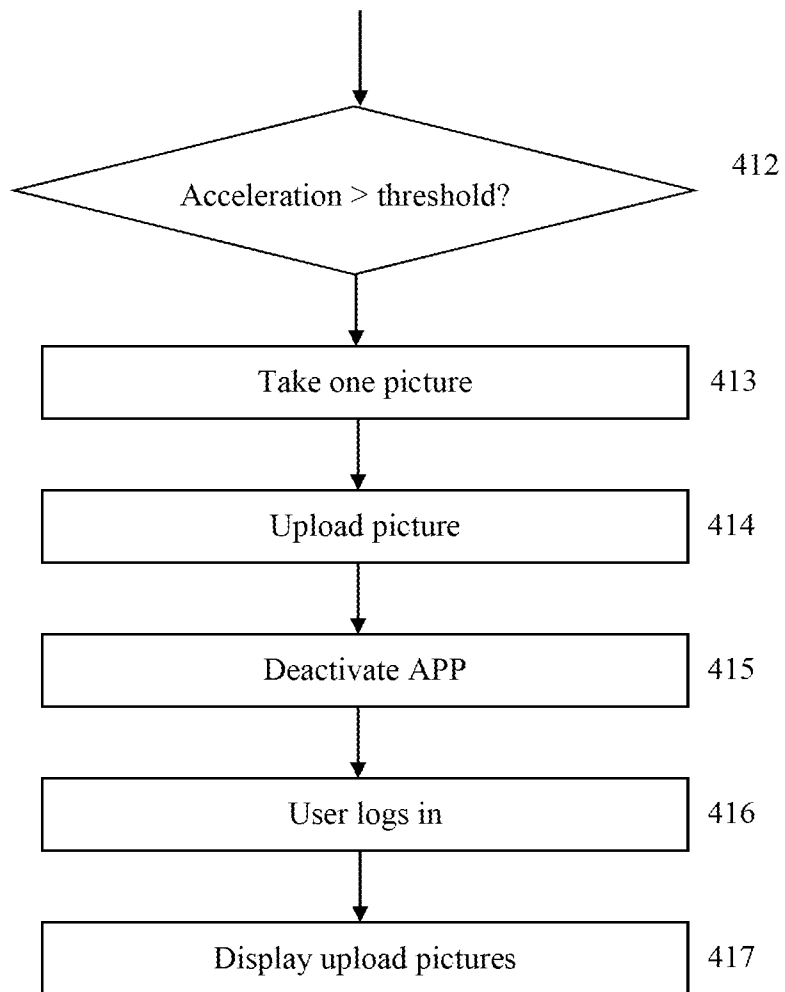 Acceleration > threshold? 412
Take one picture 413
Upload picture 414
Deactivate APP 415
User logs in 416
Display upload pictures 417